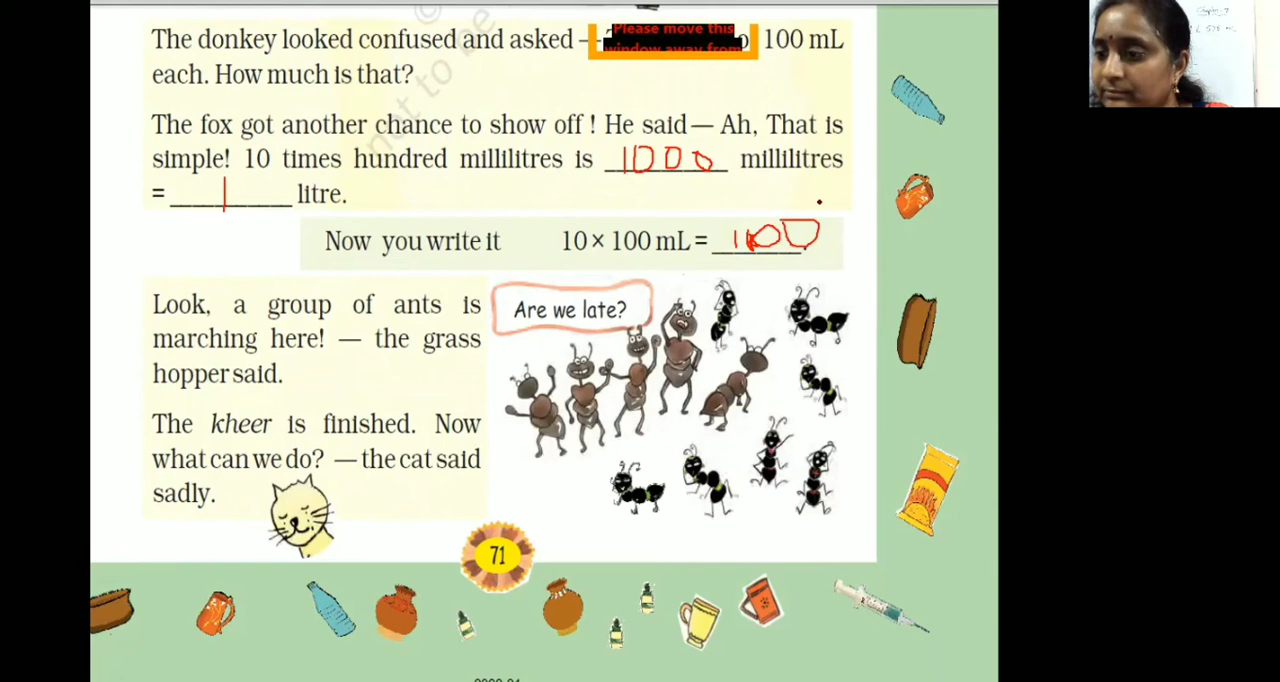 The donkey looked confused and asked — 100 mL
Please move this
window away from
each. How much is that?
The fox got another chance to show off ! He said — Ah, That is
simple! 10 times hundred millilitres is 1000 millilitres
= 1 litre.
Now you write it 10 × 100 mL =
Look, a group of ants is
marching here! — the grass
hopper said.
The kheer is finished. Now
what can we do? — the cat said
sadly.
Are we late?
71